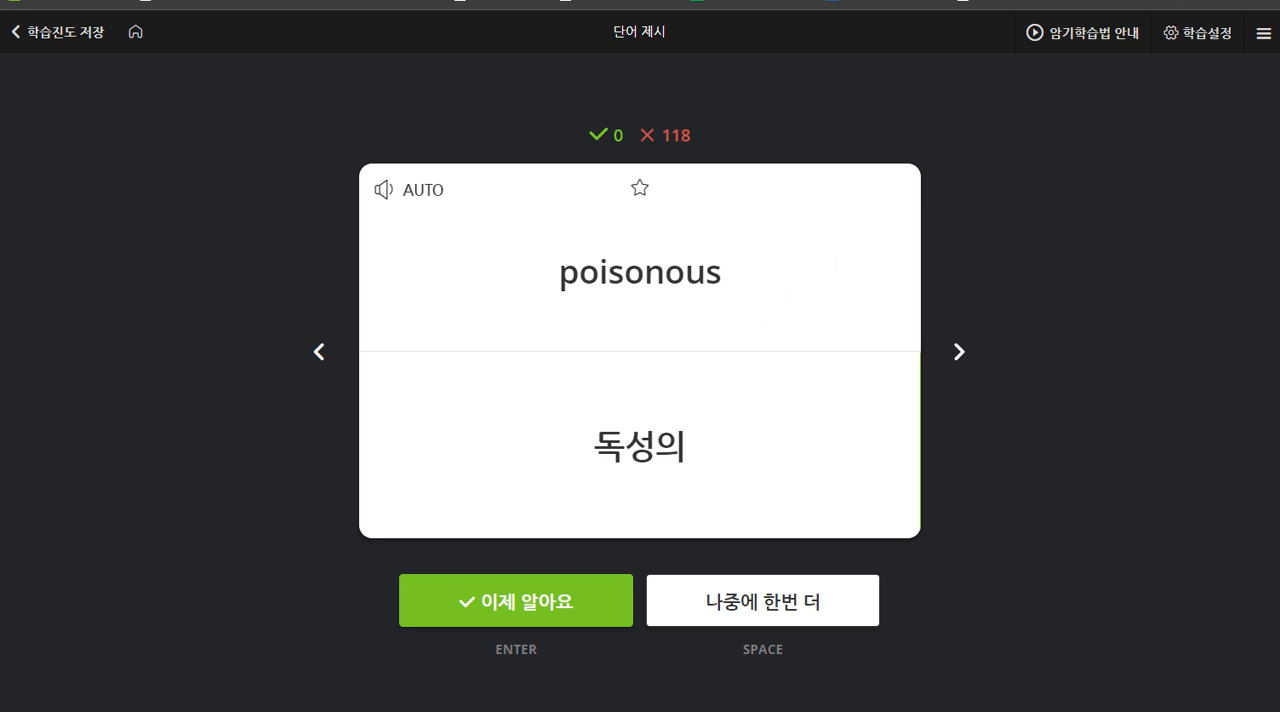 학습진도 저장
단어 제시
암기학습법 안내
학습설정
0 118
AUTO
poisonous
독성의
이제 알아요
나중에 한번 더
ENTER
SPACE